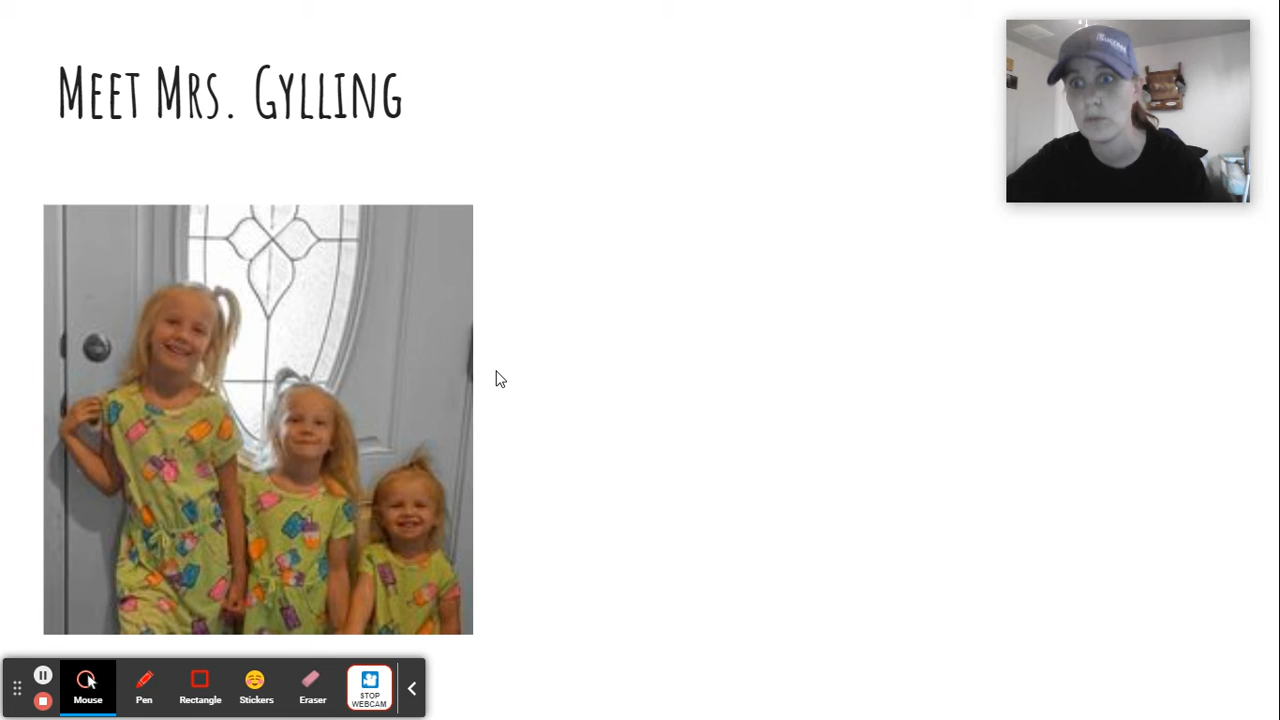 Meet Mrs. Gylling
Mouse
Pen
Rectangle
Stickers
Eraser
STOP
WEBCAM